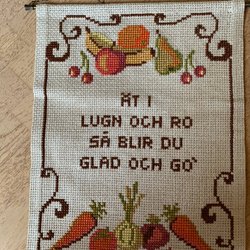 ÄT I
LUGN OCH RO
SÅ BLIR DU
GLAD OCH GO`